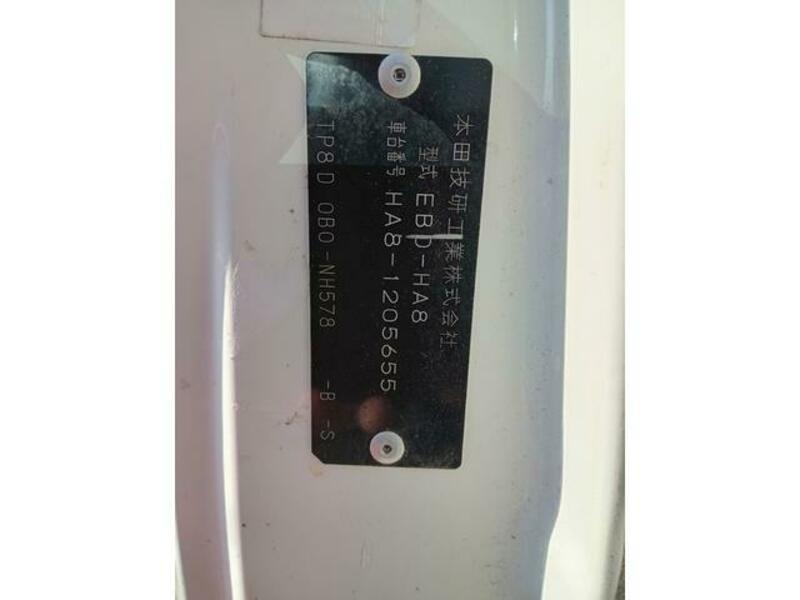 本田技研工業株式会社
型式 EBD-HA8
車台番号 HA8-1205655
TP8D 0B0-NH578 -B -S